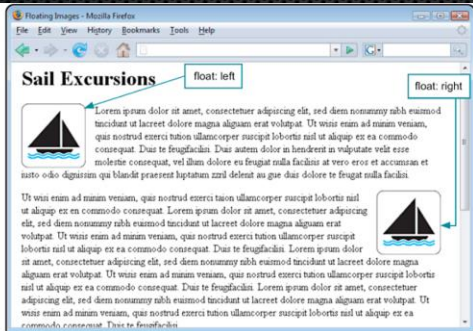 Floating Images - Mozilla Firefox
File Edit View History Bookmarks Tools Help
Sail Excursions
float: left
float: right
Lorem ipsum dolor sit amet, consectetuer adipiscing elit, sed diem nonummy nibh euismod
tincidunt ut lacreet dolore magna aliguam erat volutpat. Ut wisis enim ad minim veniam,
quis nostrud exerci tution ullamcorper suscipit lobortis nisl ut aliquip ex ea commodo
consequat. Duis te feugifacilisi. Duis autem dolor in hendrerit in vulputate velit esse
molestie consequat, vel illum dolore eu feugiat nulla facilisis at vero eros et accumsan et
iusto odio dignissim qui blandit praesent luptatum zzril delenit au gue duis dolore te feugat nulla facilisi.
Ut wisi enim ad minim veniam, quis nostrud exerci taion ullamcorper suscipit lobortis nisl
ut aliquip ex en commodo consequat. Lorem ipsum dolor sit amet, consectetuer adipiscing
elit, sed diem nonummy nibh euismod tincidunt ut lacreet dolore magna aliguam erat
volutpat. Ut wisis enim ad minim veniam, quis nostrud exerci tution ullamcorper suscipit
lobortis nisl ut aliquip ex ea commodo consequat. Duis te feugifacilisi. Lorem ipsum dolor
sit amet, consectetuer adipiscing elit, sed diem nonummy nibh euismod tincidunt ut lacreet dolore magna
aliguam erat volutpat. Ut wisis enim ad minim veniam, quis nostrud exerci tution ullamcorper suscipit lobortis
nisl ut aliquip ex ea commodo consequat. Duis te feugifacilisi. Lorem ipsum dolor sit amet, consectetuer
adipiscing elit, sed diem nonummy nibh euismod tincidunt ut lacreet dolore magna aliguam erat volutpat. Ut
wisis enim ad minim veniam, quis nostrud exerci tution ullamcorper suscipit lobortis nisl ut aliquip ex ea
commodo consequat. Duis te feugifacilisi.